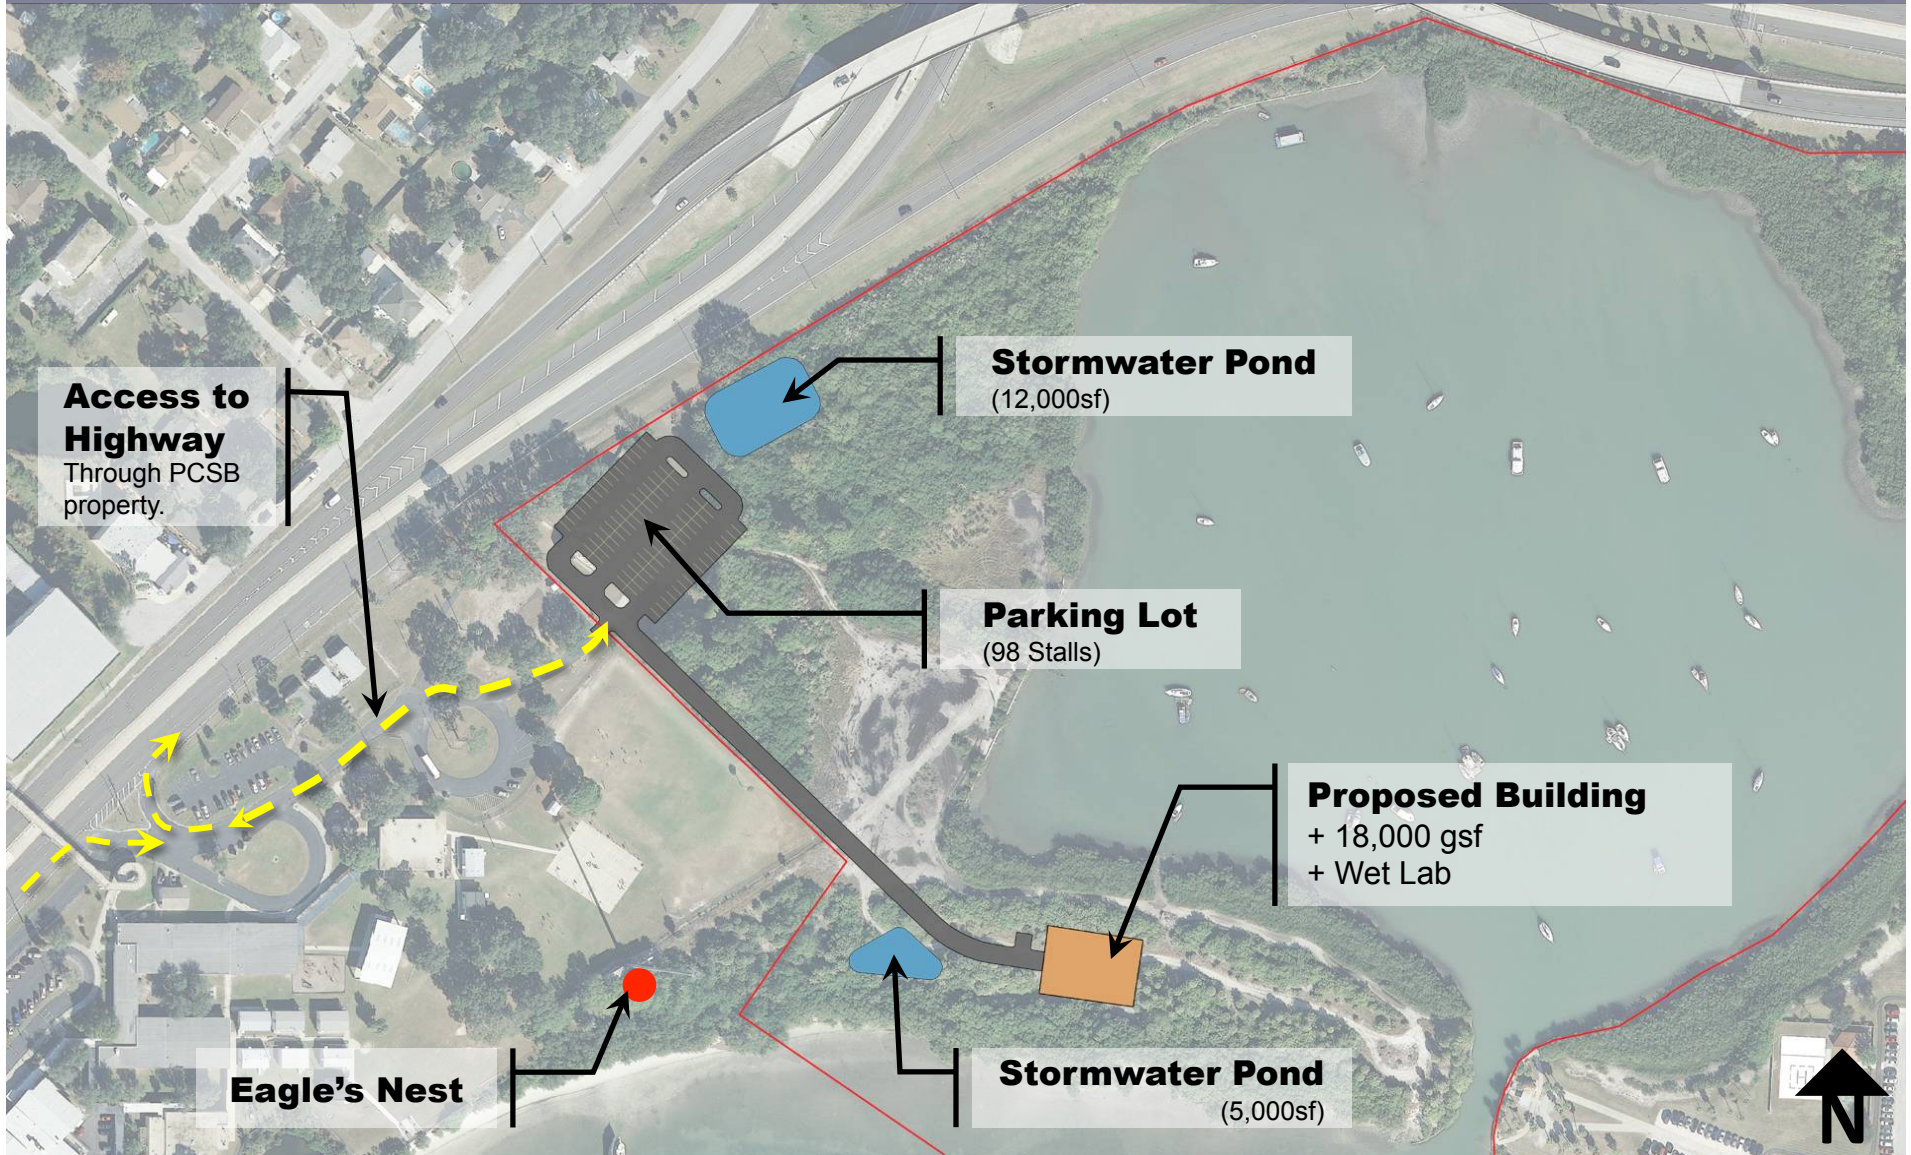 Stormwater Pond
(12,000sf)
Access to
Highway
Through PCSB
property.
Parking Lot
(98 Stalls)
Proposed Building
+ 18,000 gsf
+ Wet Lab
Eagle's Nest
Stormwater Pond
(5,000sf)
H
N